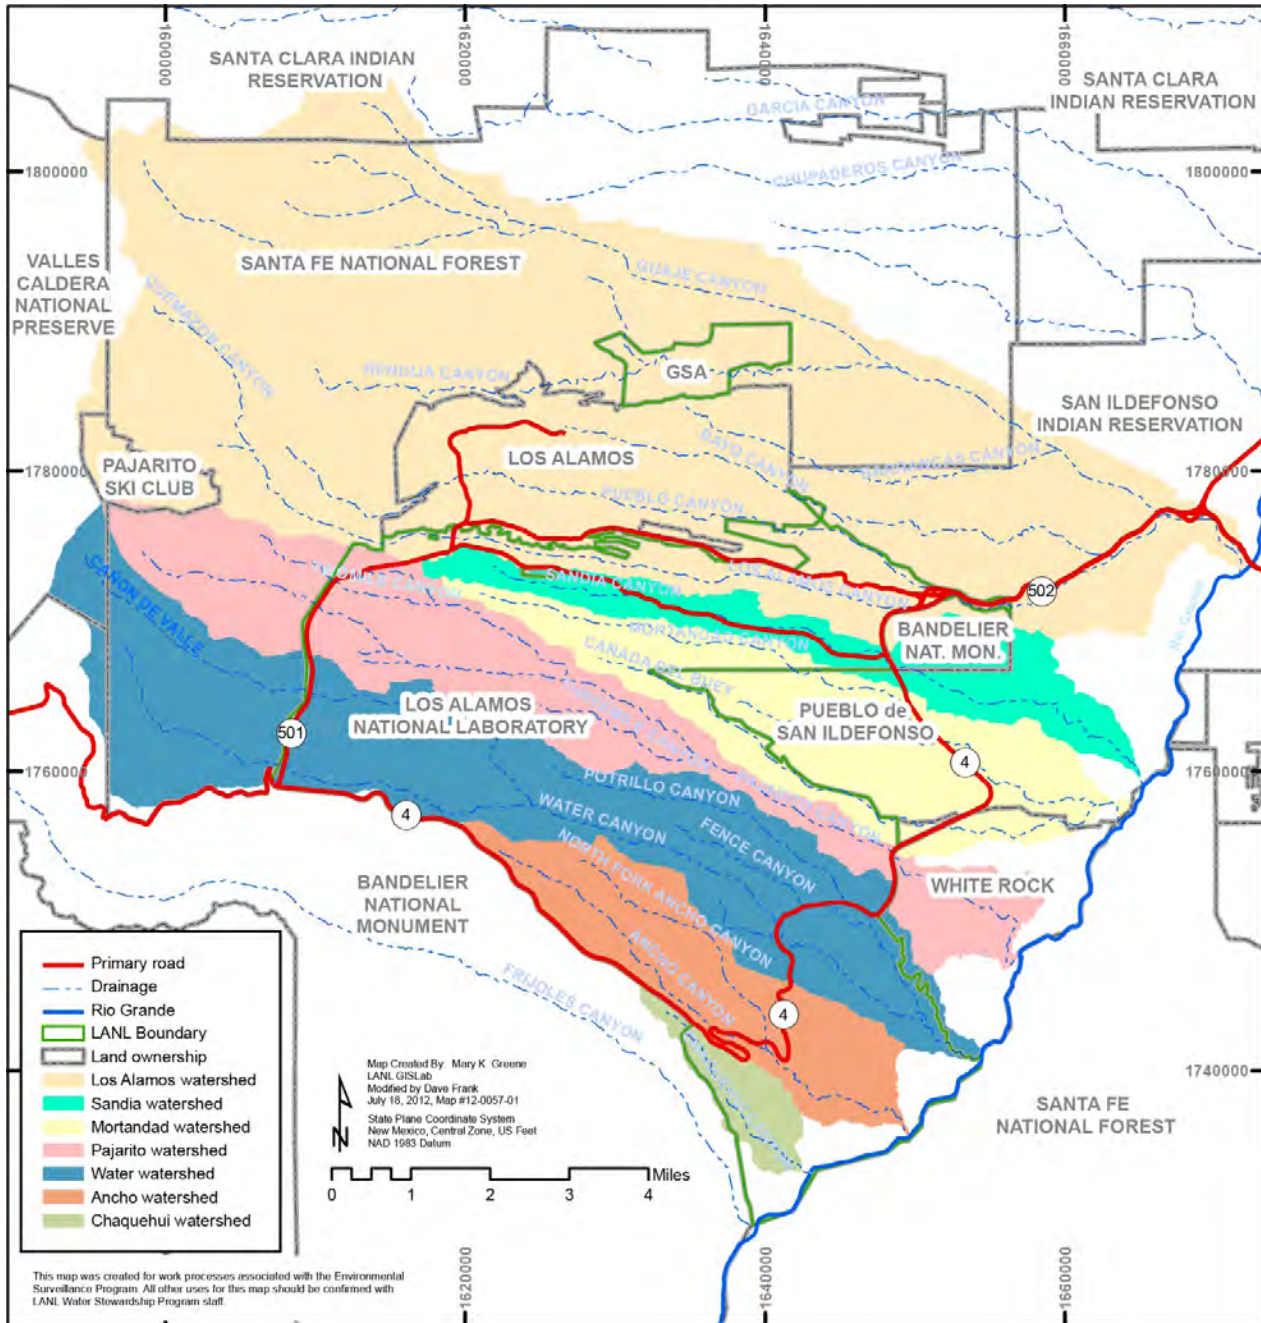 1600000
1620000
1640000
1660000
SANTA CLARA INDIAN
RESERVATION
SANTA CLARA
INDIAN RESERVATION
GARCIA CANYON
CHUPADEROS CANYON
1800000
1800000
VALLES
CALDERA
NATIONAL
PRESERVE
SANTA FE NATIONAL FOREST
GUAJE CANYON
QUEMAZON CANYON
RENDIJA CANYON
GSA
SAN ILDEFONSO
INDIAN RESERVATION
BAYO CANYON
BARRANCAS CANYON
LOS ALAMOS
PAJARITO
SKI CLUB
1780000
1780000
PUEBLO CANYON
LOS ALAMOS CANYON
SANDIA CANYON
TWOMILE CANYON
CAÑON DE VALLE
502
Rio Grande
MORTANDAD CANYON
CAÑADA DEL BUEY
BANDELIER
NAT. MON.
LOS ALAMOS
NATIONAL LABORATORY
PUEBLO de
SAN ILDEFONSO
501
4
1760000
1760000
POTRILLO CANYON
PAJARITO CANYON
WATER CANYON
FENCE CANYON
4
NORTH FORK ANCHO CANYON
BANDELIER
NATIONAL
MONUMENT
WHITE ROCK
ANCHO CANYON
FRIJOLES CANYON
4
1740000
SANTA FE
NATIONAL FOREST
Primary road
Drainage
Rio Grande
LANL Boundary
Land ownership
Los Alamos watershed
Sandia watershed
Mortandad watershed
Pajarito watershed
Water watershed
Ancho watershed
Chaquehui watershed
Map Created By: Mary K. Greene
LANL GISLab
Modified by Dave Frank
July 18, 2012, Map #12-0057-01
State Plane Coordinate System
New Mexico, Central Zone, US Feet
NAD 1983 Datum
N
Miles
0 1 2 3 4
This map was created for work processes associated with the Environmental
Surveillance Program. All other uses for this map should be confirmed with
LANL Water Stewardship Program staff.
1620000
1640000
1660000